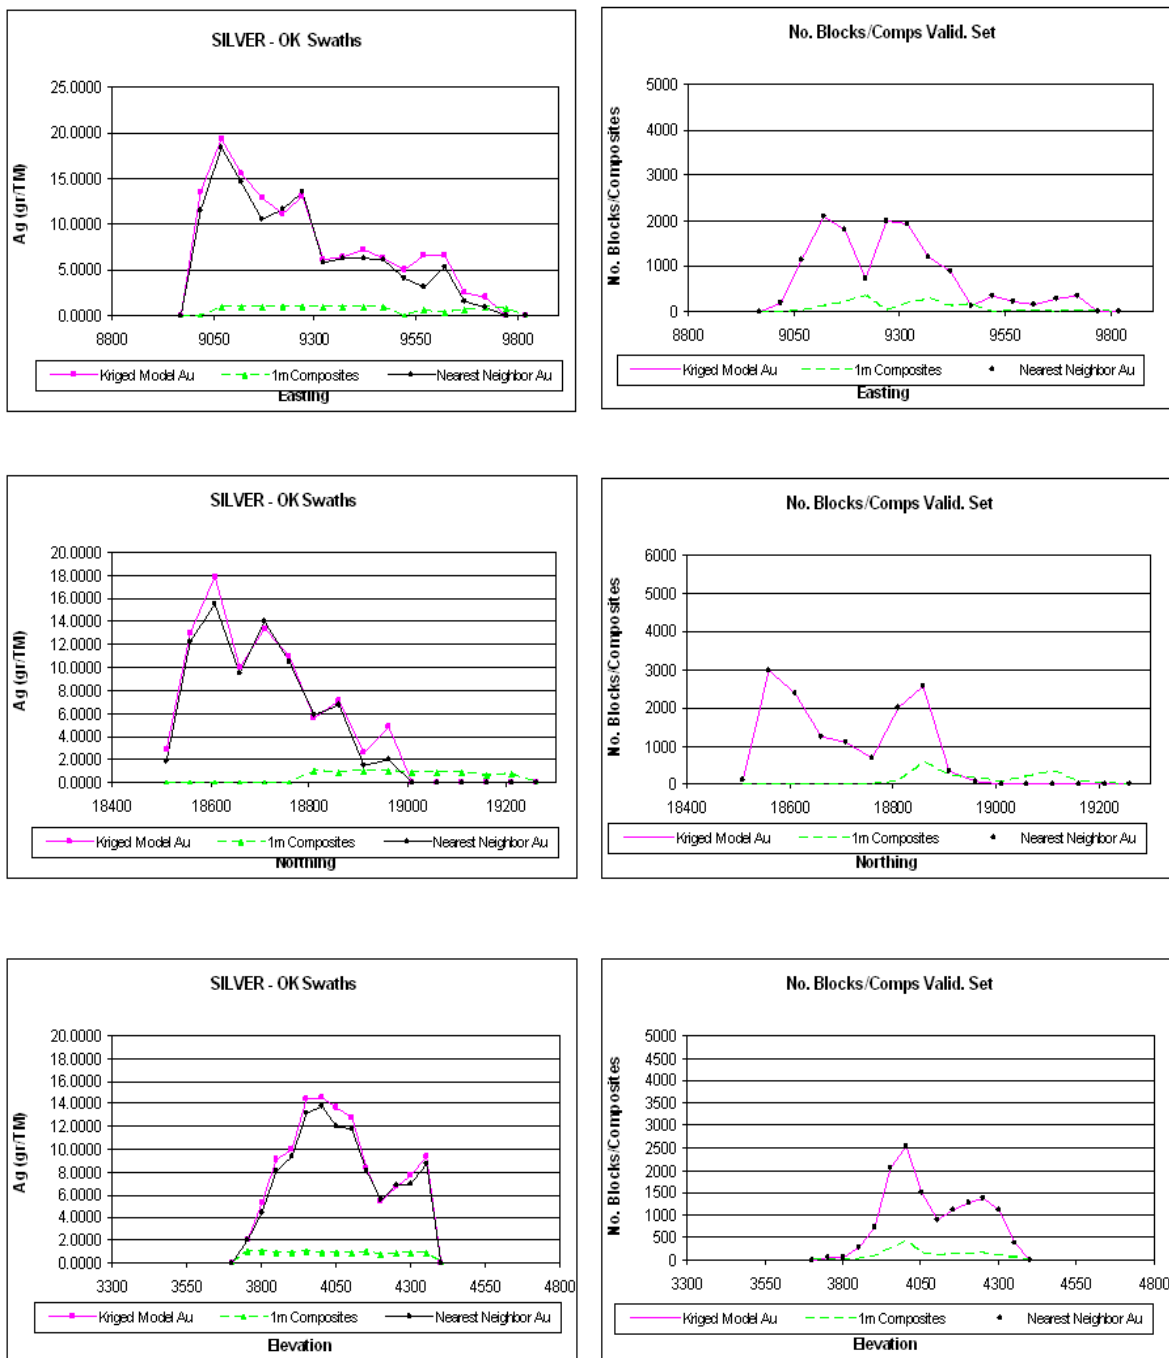 SILVER - OK Swaths
25.0000
20.0000
15.0000
10.0000
5.0000
0.0000
Ag (gr/TM)
8800 9050 9300 9550 9800
Kriged Model Au 1m Composites Nearest Neighbor Au
Easting
No. Blocks/Comps Valid. Set
5000
4000
3000
2000
1000
0
No. Blocks/Composites
8800 9050 9300 9550 9800
Kriged Model Au 1m Composites Nearest Neighbor Au
Easting
SILVER - OK Swaths
20.0000
18.0000
16.0000
14.0000
12.0000
10.0000
8.0000
6.0000
4.0000
2.0000
0.0000
Ag (gr/TM)
18400 18600 18800 19000 19200
Kriged Model Au 1m Composites Nearest Neighbor Au
Northing
No. Blocks/Comps Valid. Set
6000
5000
4000
3000
2000
1000
0
No. Blocks/Composites
18400 18600 18800 19000 19200
Kriged Model Au 1m Composites Nearest Neighbor Au
Northing
SILVER - OK Swaths
20.0000
18.0000
16.0000
14.0000
12.0000
10.0000
8.0000
6.0000
4.0000
2.0000
0.0000
Ag (gr/TM)
3300 3550 3800 4050 4300 4550 4800
Kriged Model Au 1m Composites Nearest Neighbor Au
Elevation
No. Blocks/Comps Valid. Set
5000
4500
4000
3500
3000
2500
2000
1500
1000
500
0
No. Blocks/Composites
3300 3550 3800 4050 4300 4550 4800
Kriged Model Au 1m Composites Nearest Neighbor Au
Elevation